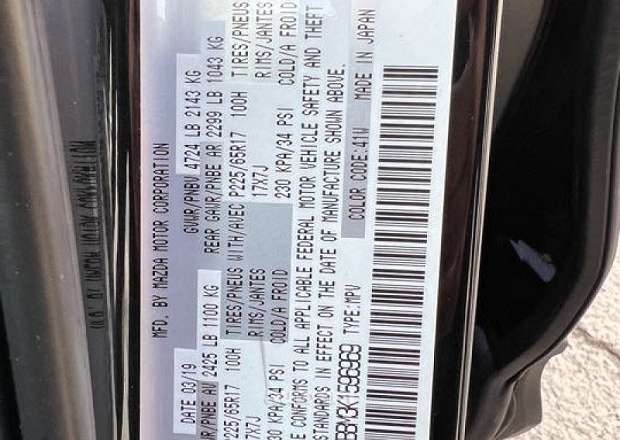 MFD. BY MAZDA MOTOR CORPORATION
DATE 03/19 GVWR/PNBV 4724 LB 2143 KG
GAWR/PNBE AV 2425 LB 1100 KG REAR GAWR/PNBE AR 2299 LB 1043 KG
TIRES/PNEUS WITH/AVEC P225/65R17 100H TIRES/PNEUS
P225/65R17 100H RIMS/JANTES 17X7J RIMS/JANTES
17X7J COLD/A FROID 230 KPA/34 PSI COLD/A FROID
230 KPA/34 PSI
CONFORMS TO ALL APPLICABLE FEDERAL MOTOR VEHICLE SAFETY AND THEFT
STANDARDS IN EFFECT ON THE DATE OF MANUFACTURE SHOWN ABOVE.
TYPE:MPV COLOR CODE:41W MADE IN JAPAN